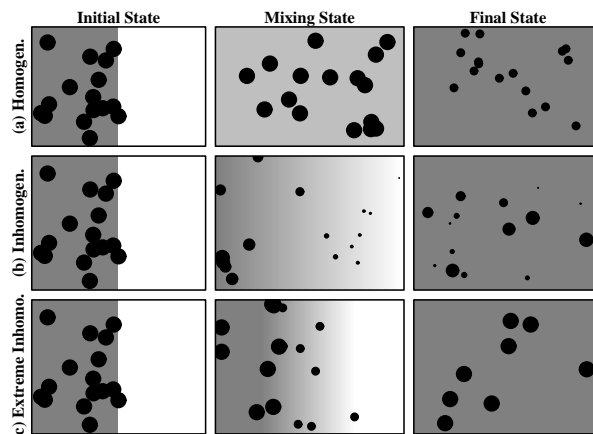 Initial State Mixing State Final State
(a) Homogen.
(b) Inhomogen.
c) Extreme Inhomo.